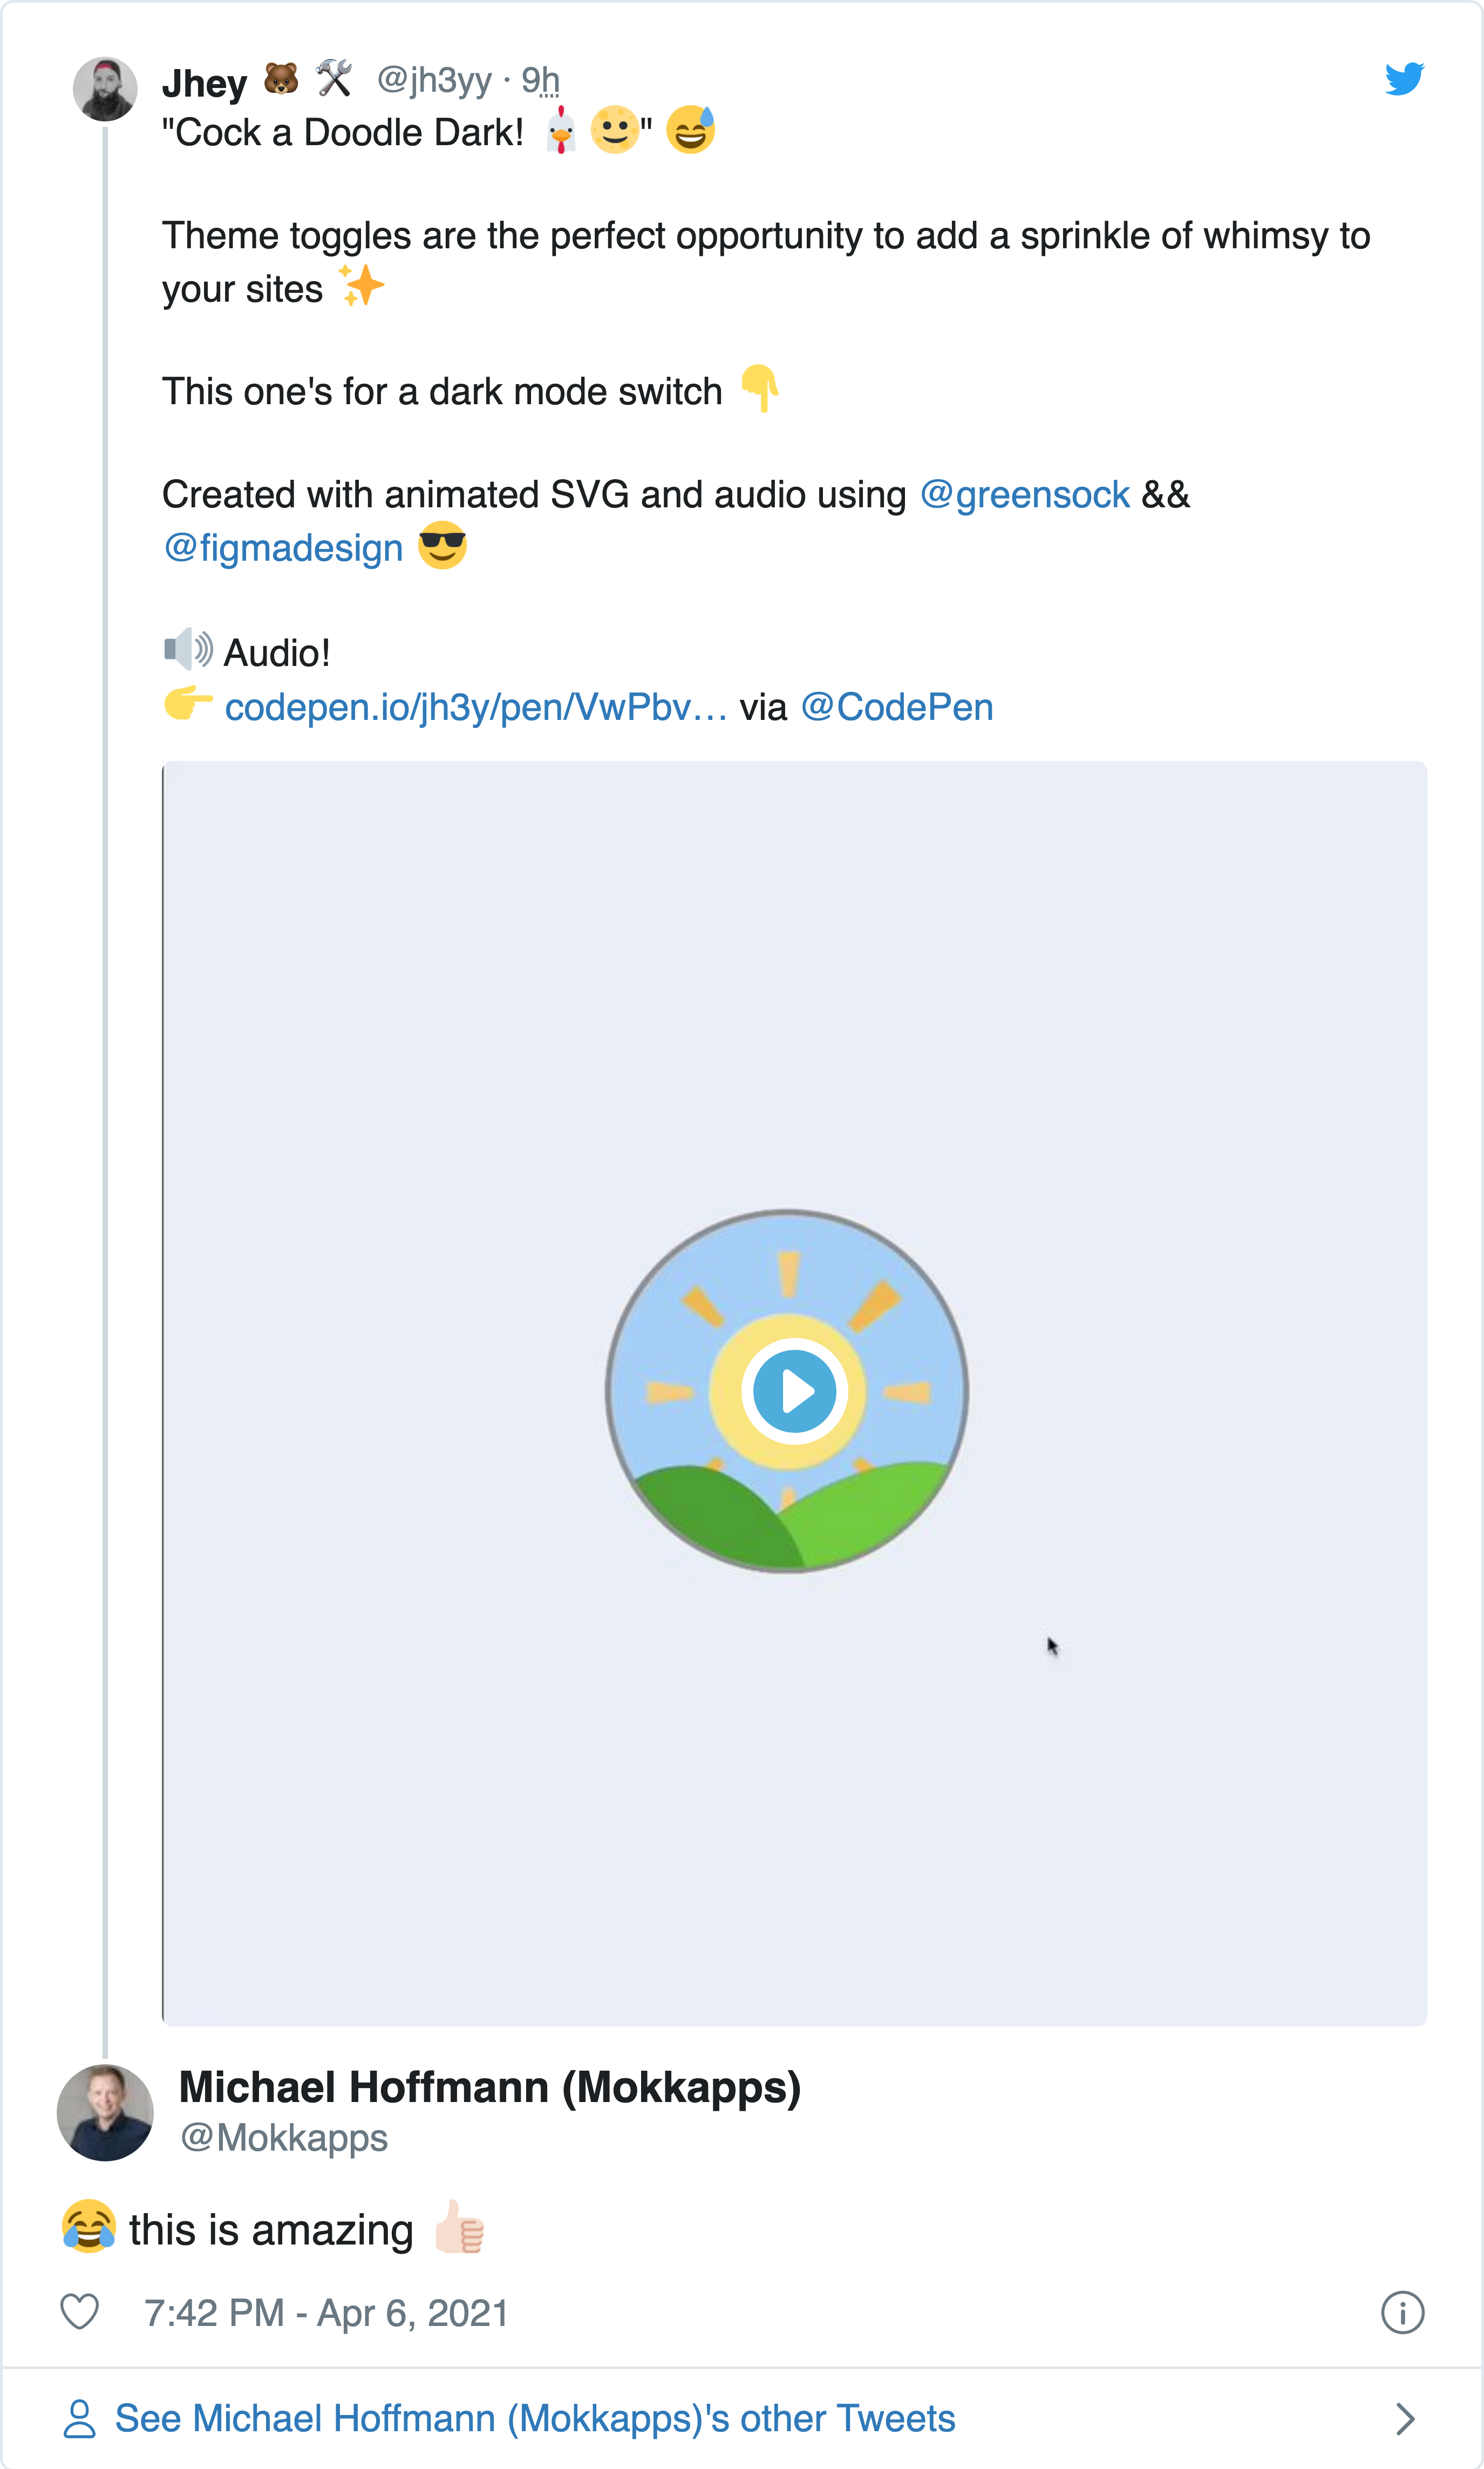 Jhey 🐻 🛠 @jh3yy · 9h
"Cock a Doodle Dark! 🐔🌝" 😅
Theme toggles are the perfect opportunity to add a sprinkle of whimsy to
your sites ✨
This one's for a dark mode switch 👇
Created with animated SVG and audio using @greensock &&
@figmadesign 😎
🔊 Audio!
👉 codepen.io/jh3y/pen/VwPbv… via @CodePen
Michael Hoffmann (Mokkapps)
@Mokkapps
😂 this is amazing 👍🏻
7:42 PM - Apr 6, 2021
See Michael Hoffmann (Mokkapps)'s other Tweets